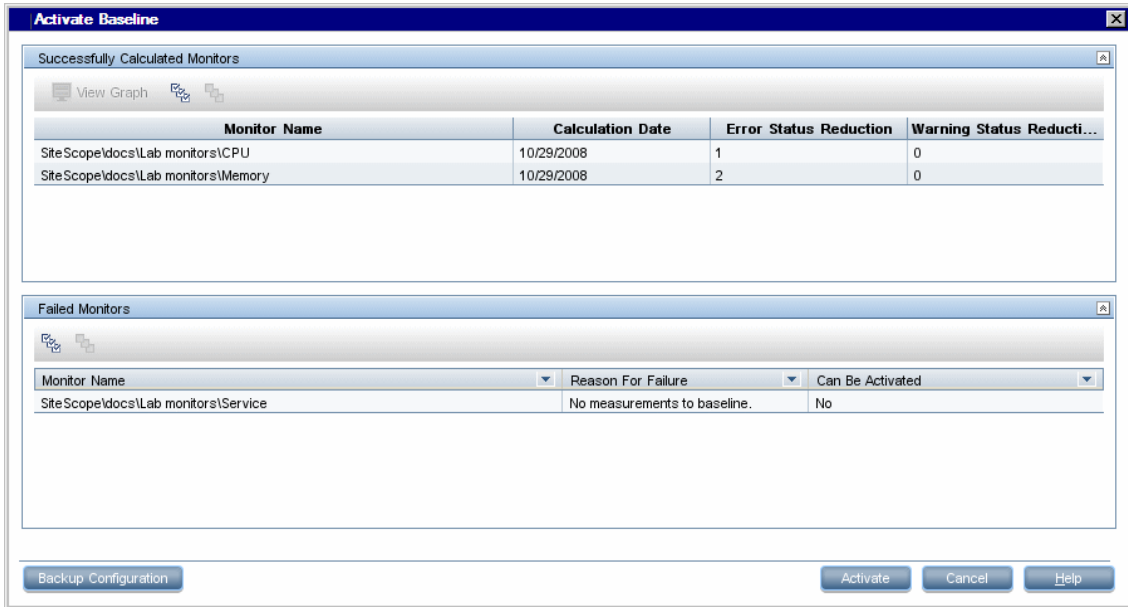 Activate Baseline
Successfully Calculated Monitors
View Graph
Monitor Name Calculation Date Error Status Reduction Warning Status Reducti...
SiteScope\docs\Lab monitors\CPU 10/29/2008 1 0
SiteScope\docs\Lab monitors\Memory 10/29/2008 2 0
Failed Monitors
Monitor Name Reason For Failure Can Be Activated
SiteScope\docs\Lab monitors\Service No measurements to baseline. No
Backup Configuration Activate Cancel Help